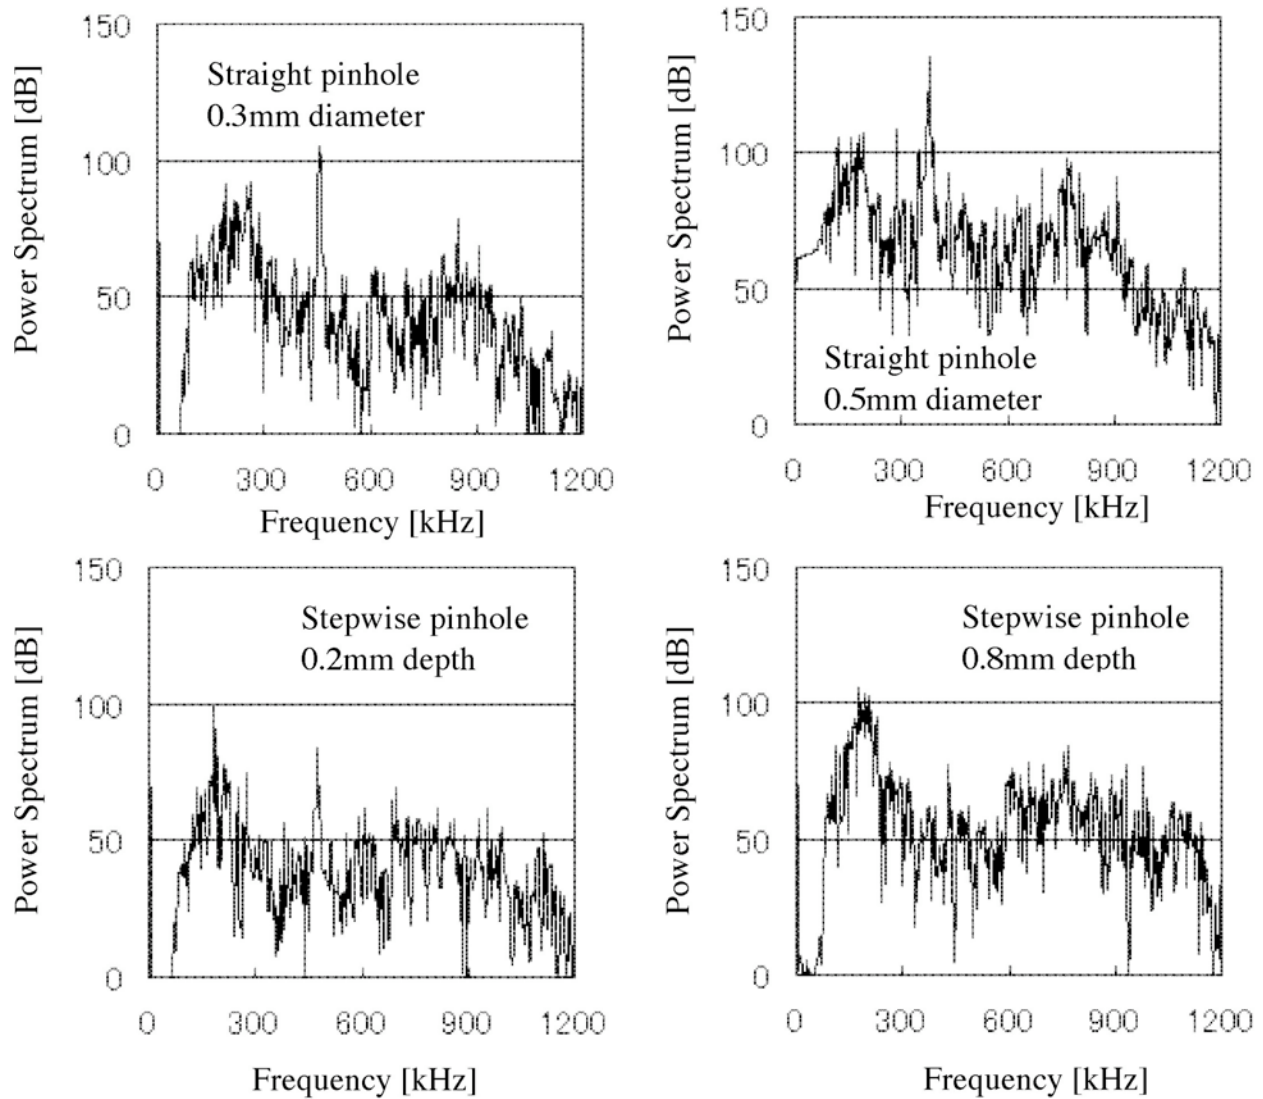 150
100
50
0
Power Spectrum [dB]
Straight pinhole
0.3mm diameter
0 300 600 900 1200
Frequency [kHz]
150
100
50
0
Power Spectrum [dB]
Straight pinhole
0.5mm diameter
0 300 600 900 1200
Frequency [kHz]
150
100
50
0
Power Spectrum [dB]
Stepwise pinhole
0.2mm depth
0 300 600 900 1200
Frequency [kHz]
150
100
50
0
Power Spectrum [dB]
Stepwise pinhole
0.8mm depth
0 300 600 900 1200
Frequency [kHz]